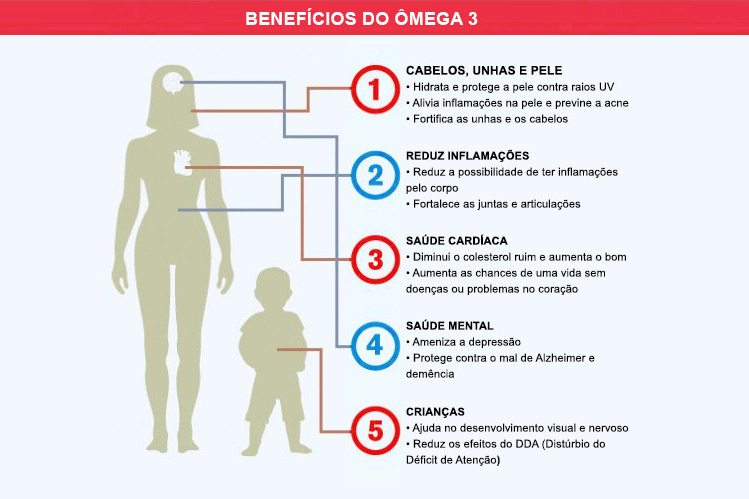 BENEFÍCIOS DO ÔMEGA 3
1
CABELOS, UNHAS E PELE
• Hidrata e protege a pele contra raios UV
• Alivia inflamações na pele e previne a acne
• Fortifica as unhas e os cabelos
2
REDUZ INFLAMAÇÕES
• Reduz a possibilidade de ter inflamações
pelo corpo
• Fortalece as juntas e articulações
3
SAÚDE CARDÍACA
• Diminui o colesterol ruim e aumenta o bom
• Aumenta as chances de uma vida sem
doenças ou problemas no coração
4
SAÚDE MENTAL
• Ameniza a depressão
• Protege contra o mal de Alzheimer e
demência
5
CRIANÇAS
• Ajuda no desenvolvimento visual e nervoso
• Reduz os efeitos do DDA (Distúrbio do
Déficit de Atenção)